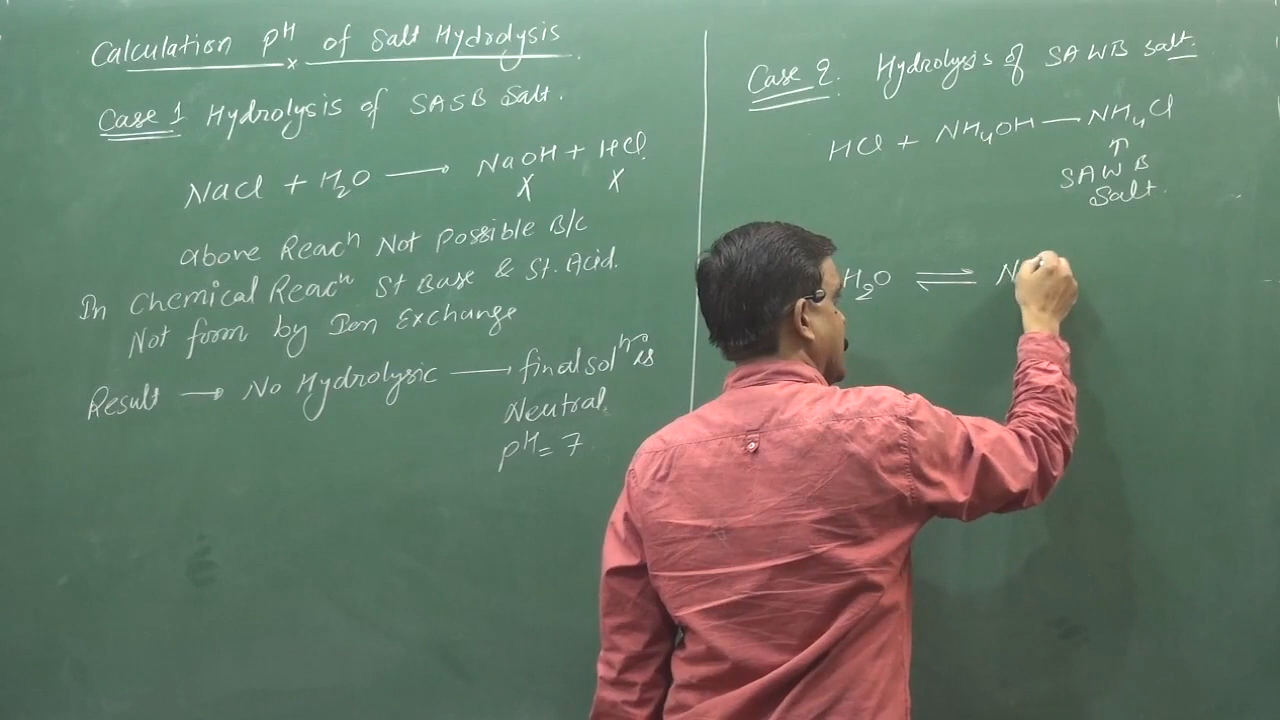 Calculation pH of Salt Hydrolysis
Case 1 Hydrolysis of SASB Salt.
NaCl + H2O ⟶ NaOH + HCl
X X
above Reacn Not Possible B/c
In Chemical Reacn St Base & St. Acid.
Not form by Ion Exchange
Result ⟶ No Hydrolysic ⟶ final soln is
Neutral
pH = 7
Case 2. Hydrolysis of SAWB Salt.
HCl + NH4OH — NH4Cl
↑
SAWB
Salt.
H2O ⇌ N